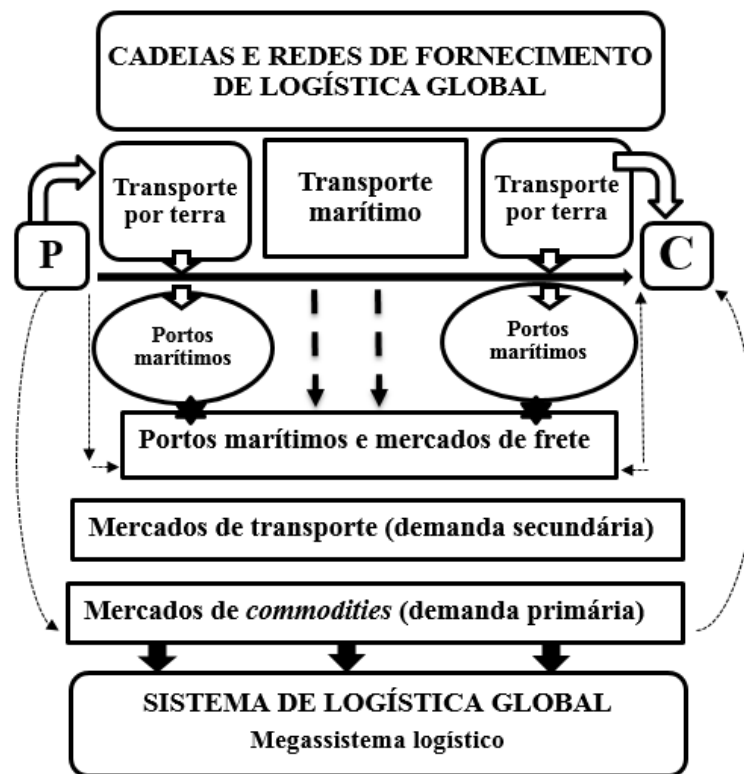 CADEIAS E REDES DE FORNECIMENTO
DE LOGÍSTICA GLOBAL
Transporte
por terra
Transporte
marítimo
Transporte
por terra
P
C
Portos
marítimos
Portos
marítimos
Portos marítimos e mercados de frete
Mercados de transporte (demanda secundária)
Mercados de commodities (demanda primária)
SISTEMA DE LOGÍSTICA GLOBAL
Megassistema logístico